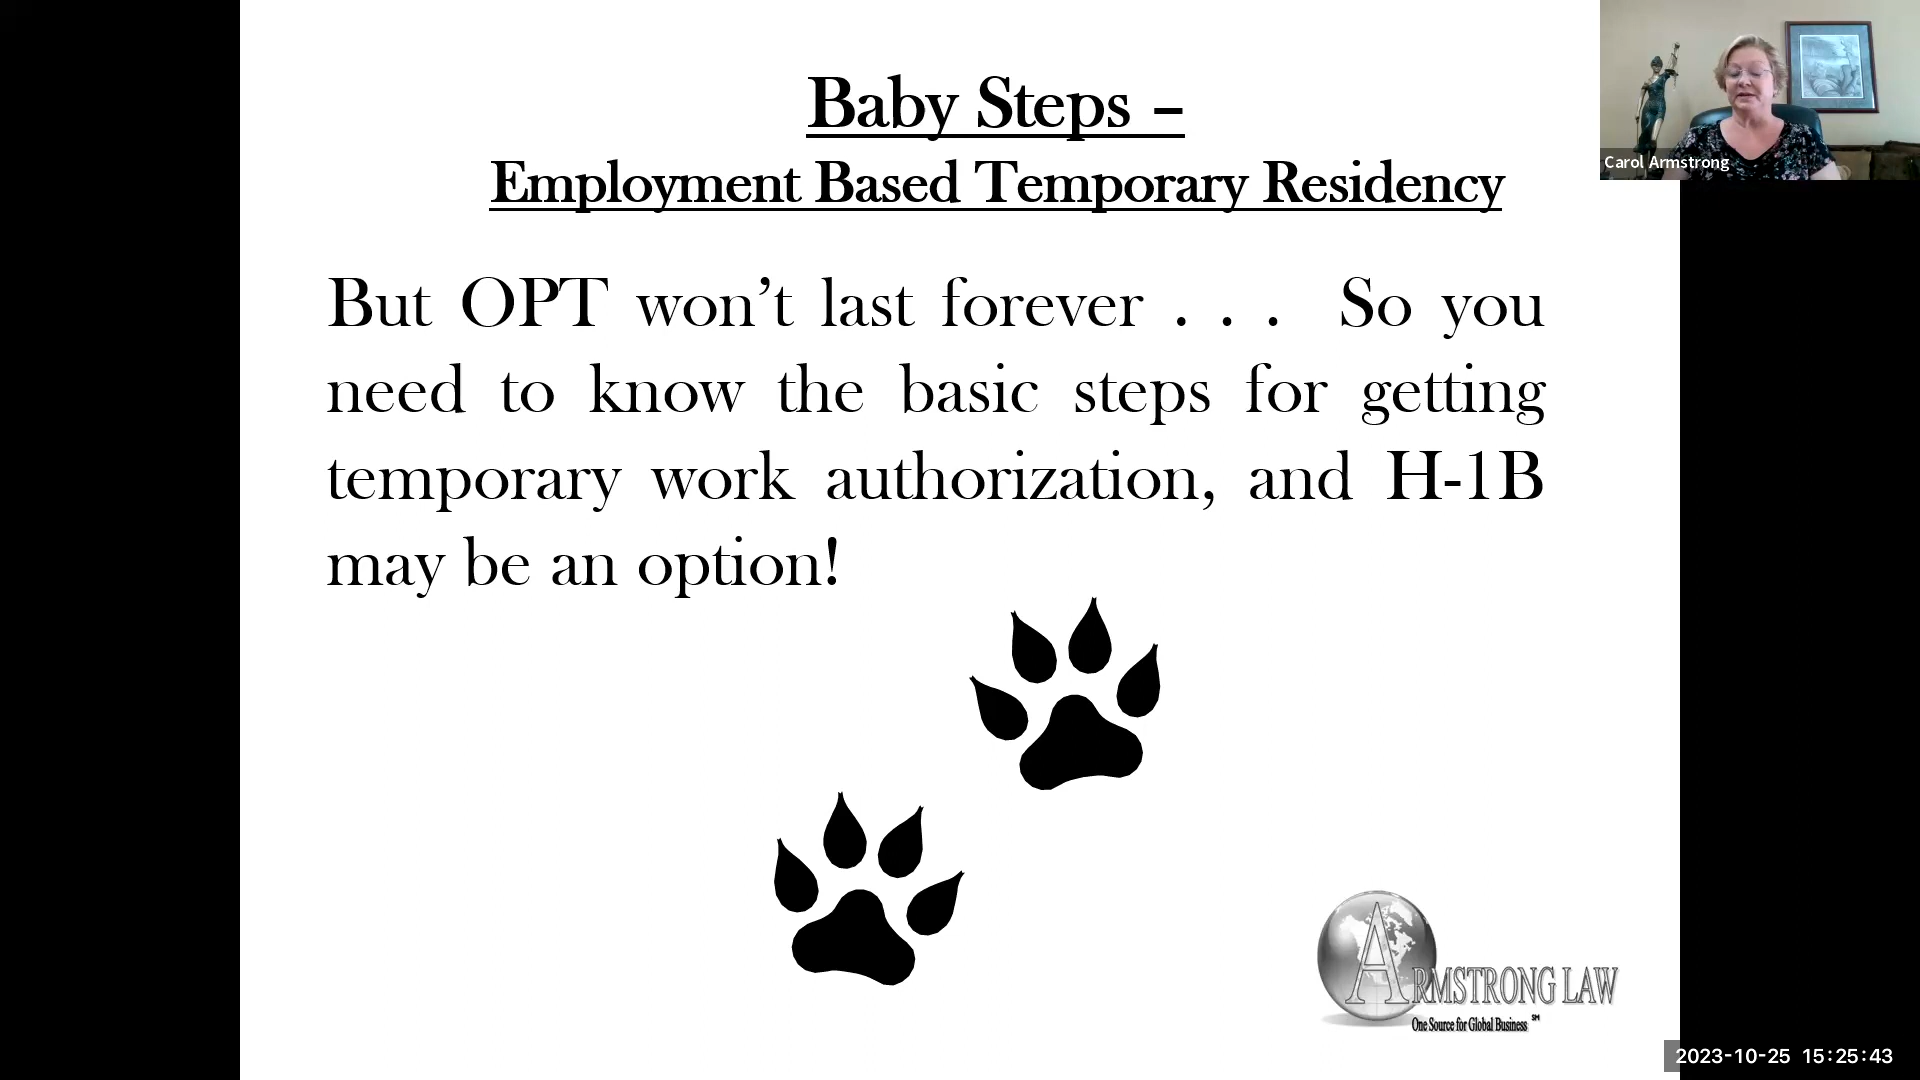 Baby Steps –
Employment Based Temporary Residency
But OPT won’t last forever . . . So you
need to know the basic steps for getting
temporary work authorization, and H-1B
may be an option!
Carol Armstrong
ARMSTRONG LAW
One Source for Global Business ℠
2023-10-25 15:25:43